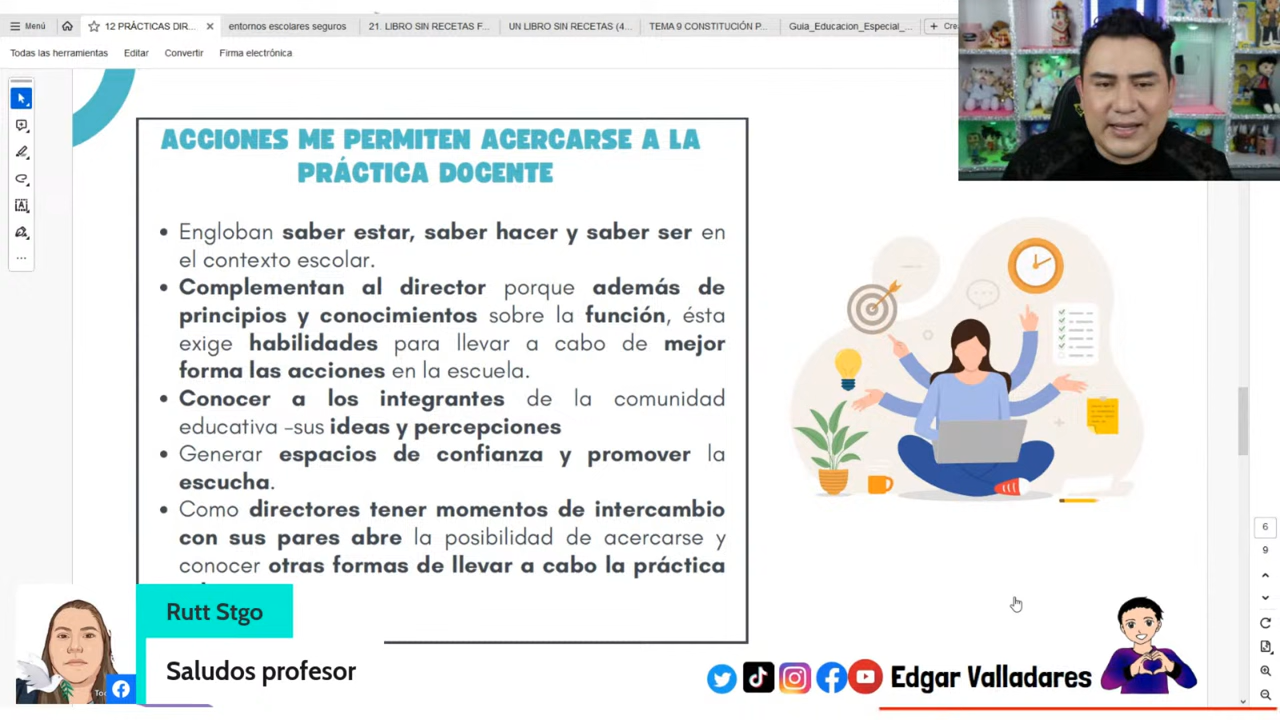 Menú
12 PRÁCTICAS DIR...
entornos escolares seguros
21. LIBRO SIN RECETAS F...
UN LIBRO SIN RECETAS (4...
TEMA 9 CONSTITUCIÓN P...
Guia_Educacion_Especial_...
+ Cre
Todas las herramientas
Editar
Convertir
Firma electrónica
ACCIONES ME PERMITEN ACERCARSE A LA
PRÁCTICA DOCENTE
• Engloban saber estar, saber hacer y saber ser en
el contexto escolar.
• Complementan al director porque además de
principios y conocimientos sobre la función, ésta
exige habilidades para llevar a cabo de mejor
forma las acciones en la escuela.
• Conocer a los integrantes de la comunidad
educativa –sus ideas y percepciones
• Generar espacios de confianza y promover la
escucha.
• Como directores tener momentos de intercambio
con sus pares abre la posibilidad de acercarse y
conocer otras formas de llevar a cabo la práctica
6
9
Rutt Stgo
Saludos profesor
Edgar Valladares